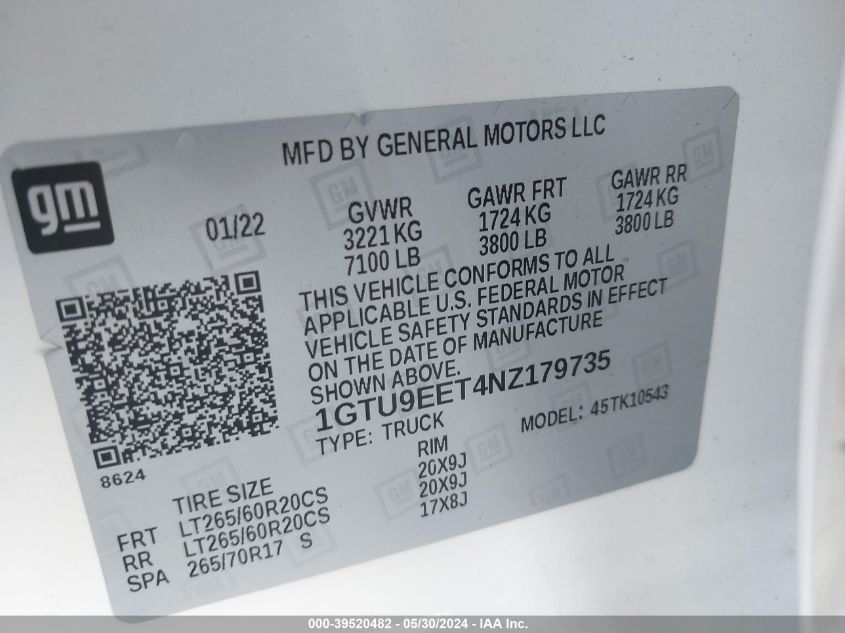 MFD BY GENERAL MOTORS LLC
gm
01/22
GVWR
3221 KG
7100 LB
GAWR FRT
1724 KG
3800 LB
GAWR RR
1724 KG
3800 LB
THIS VEHICLE CONFORMS TO ALL
APPLICABLE U.S. FEDERAL MOTOR
VEHICLE SAFETY STANDARDS IN EFFECT
ON THE DATE OF MANUFACTURE
SHOWN ABOVE.
1GTU9EET4NZ179735
TYPE: TRUCK MODEL: 45TK10543
8624
TIRE SIZE RIM
FRT LT265/60R20CS 20X9J
RR LT265/60R20CS 20X9J
SPA 265/70R17 S 17X8J
000-39520482 - 05/30/2024 - IAA Inc.